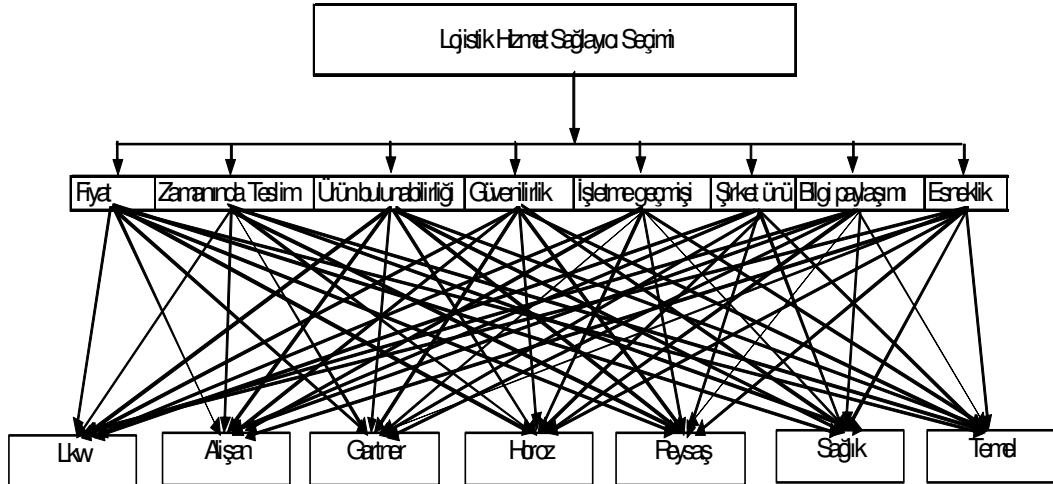 Lojistik Hizmet Sağlayıcı Seçimi
Fiyat Zamanında Teslim Ürün bulunabilirliği Güvenilirlik İşletme geçmişi Şirket ünü Bilgi paylaşımı Esneklik
Lkw Alişan Gartner Horoz Reysaş Sağlık Temel